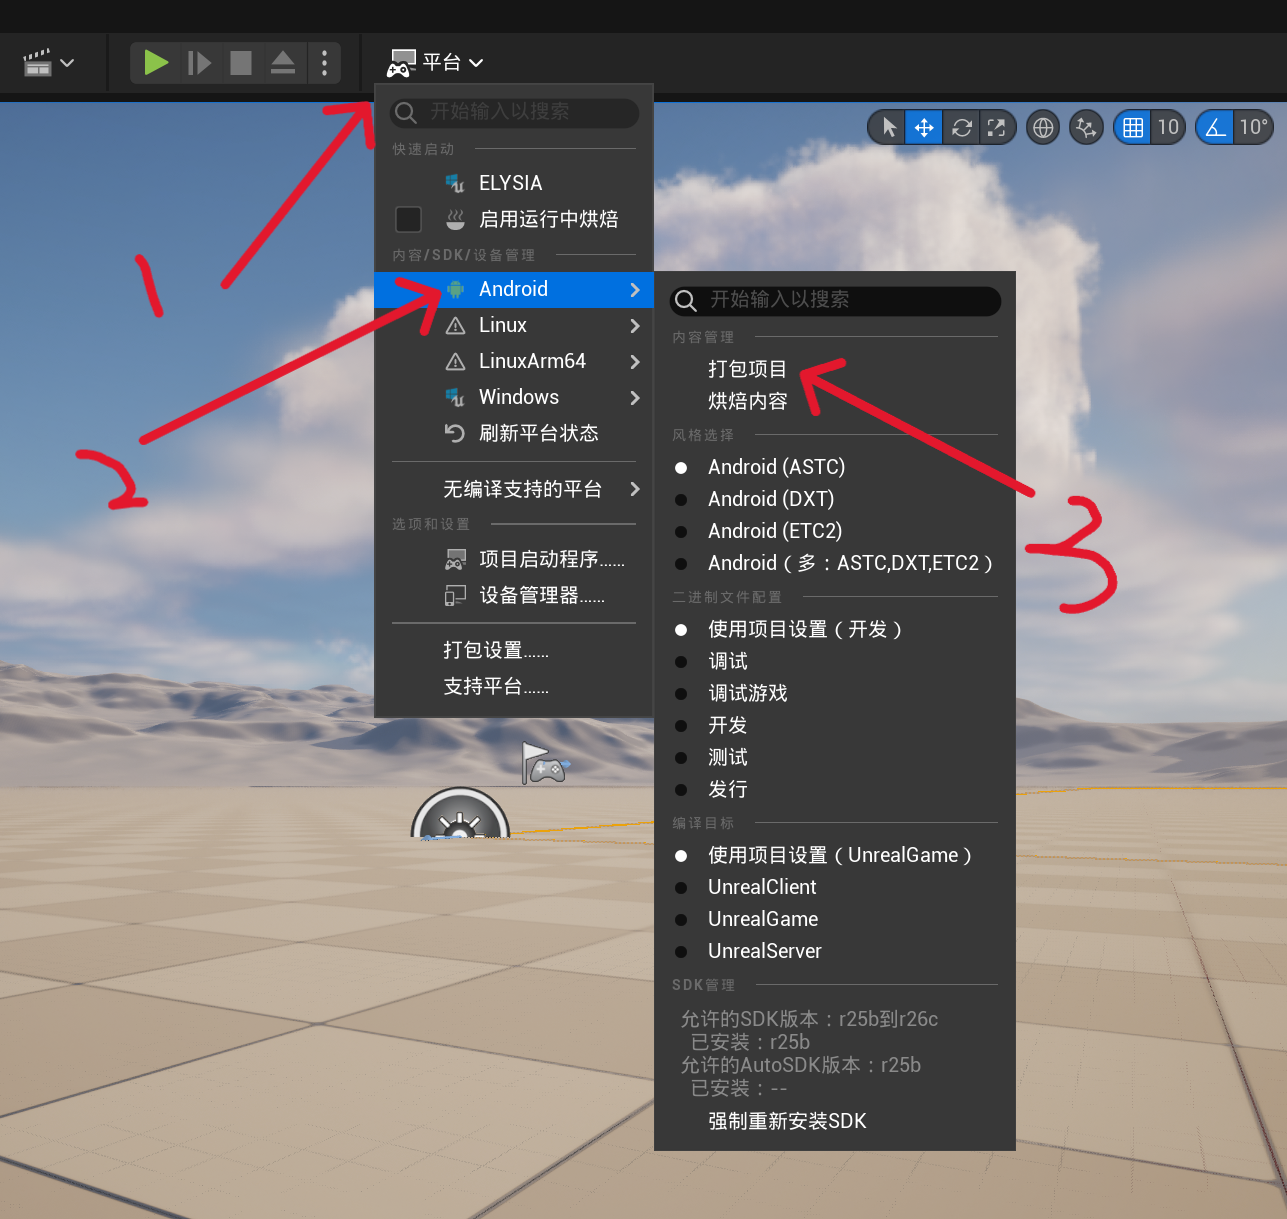 平台
开始输入以搜索
快速启动
ELYSIA
启用运行中烘焙
内容/SDK/设备管理
Android
Linux
LinuxArm64
Windows
刷新平台状态
无编译支持的平台
选项和设置
项目启动程序......
设备管理器......
打包设置......
支持平台......
开始输入以搜索
内容管理
打包项目
烘焙内容
风格选择
Android (ASTC)
Android (DXT)
Android (ETC2)
Android（多：ASTC,DXT,ETC2）
二进制文件配置
使用项目设置（开发）
调试
调试游戏
开发
测试
发行
编译目标
使用项目设置（UnrealGame）
UnrealClient
UnrealGame
UnrealServer
SDK管理
允许的SDK版本：r25b到r26c
已安装：r25b
允许的AutoSDK版本：r25b
已安装：--
强制重新安装SDK
10
10°
1
2
3